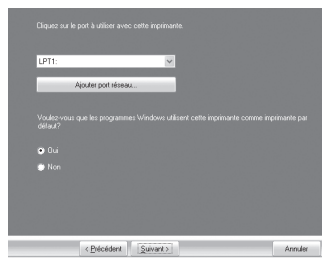 Cliquez sur le port à utiliser avec cette imprimante.
LPT1:
Ajouter port réseau...
Voulez-vous que les programmes Windows utilisent cette imprimante comme imprimante par
défaut?
Oui
Non
< Précédent
Suivant >
Annuler